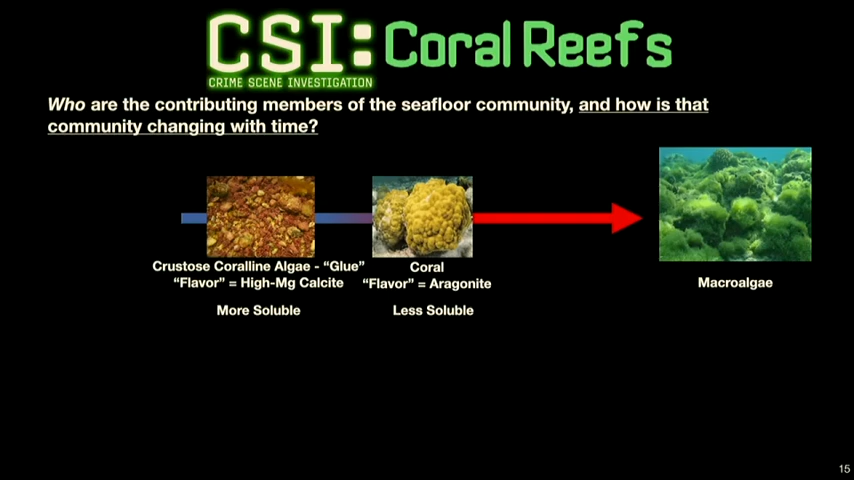 CSI: Coral Reefs
CRIME SCENE INVESTIGATION
Who are the contributing members of the seafloor community, and how is that
community changing with time?
Crustose Coralline Algae - “Glue”
“Flavor” = High-Mg Calcite
More Soluble
Coral
“Flavor” = Aragonite
Less Soluble
Macroalgae
15